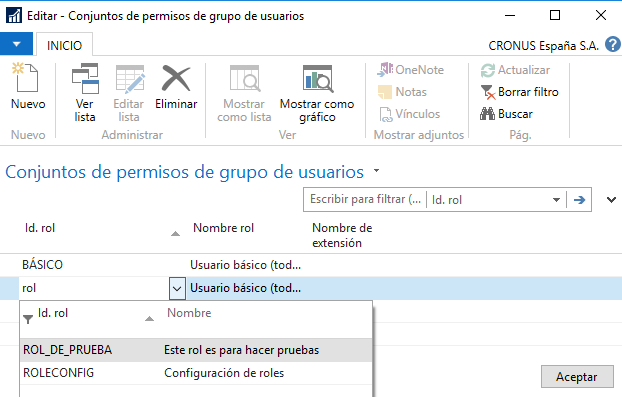 Editar - Conjuntos de permisos de grupo de usuarios
INICIO
CRONUS España S.A.
Nuevo
Ver lista
Editar lista
Eliminar
Mostrar como lista
Mostrar como gráfico
OneNote
Notas
Vínculos
Actualizar
Borrar filtro
Buscar
Nuevo
Administrar
Ver
Mostrar adjuntos
Pág.
Conjuntos de permisos de grupo de usuarios
Escribir para filtrar (... Id. rol
Id. rol
Nombre rol
Nombre de extensión
BÁSICO Usuario básico (tod...
rol Usuario básico (tod...
Id. rol Nombre
ROL_DE_PRUEBA Este rol es para hacer pruebas
ROLECONFIG Configuración de roles
Aceptar